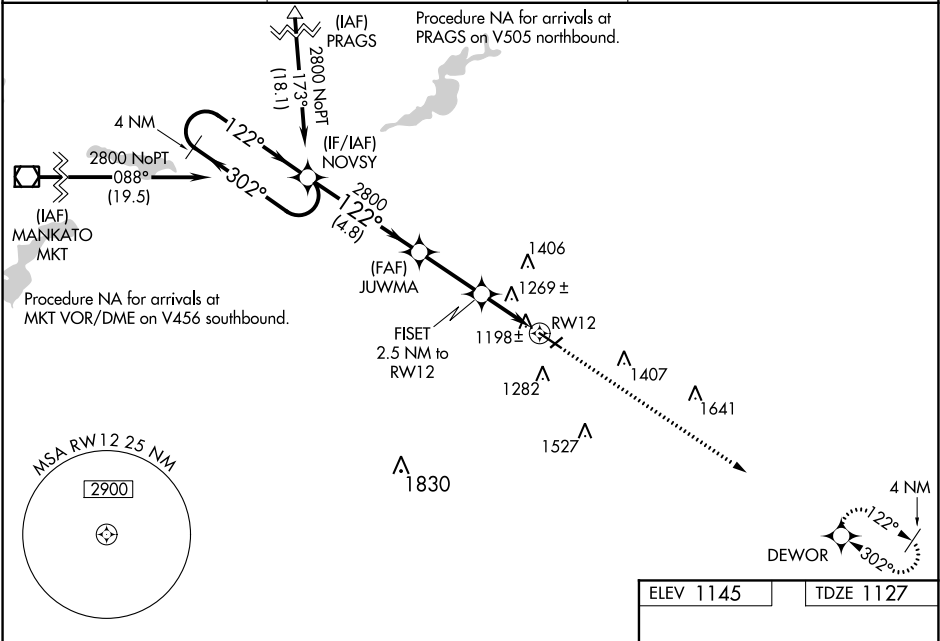 (IAF)
PRAGS
Procedure NA for arrivals at
PRAGS on V505 northbound.
2800 NoPT
173°
(18.1)
4 NM
122°
302°
(IF/IAF)
NOVSY
2800 NoPT
088°
(19.5)
(IAF)
MANKATO
MKT
2800
122°
(4.8)
(FAF)
JUWMA
1406
1269 ±
Procedure NA for arrivals at
MKT VOR/DME on V456 southbound.
FISET
2.5 NM to
RW12
1198±
RW12
1282
1407
1641
1527
1830
MSA RW12 25 NM
2900
4 NM
122°
302°
DEWOR
ELEV 1145
TDZE 1127